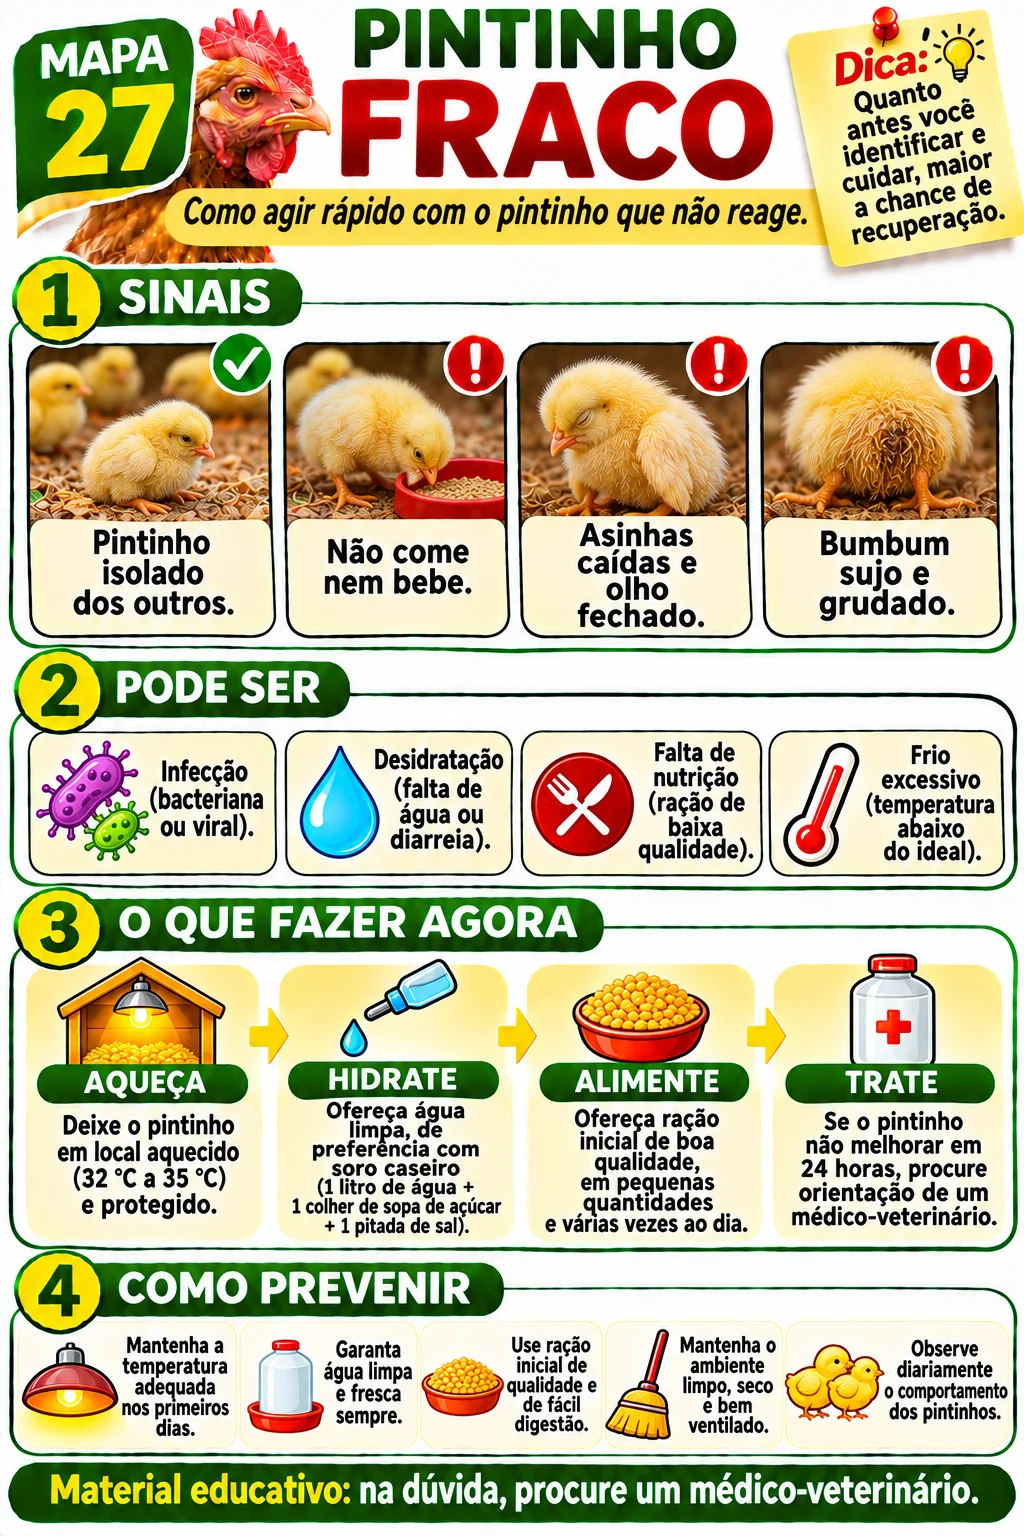 MAPA
27
PINTINHO
FRACO
Como agir rápido com o pintinho que não reage.
Dica:
Quanto
antes você
identificar e
cuidar, maior
a chance de
recuperação.
1 SINAIS
Pintinho
isolado
dos outros.
Não come
nem bebe.
Asinhas
caídas e
olho
fechado.
Bumbum
sujo e
grudado.
2 PODE SER
Infecção
(bacteriana
ou viral).
Desidratação
(falta de
água ou
diarreia).
Falta de
nutrição
(ração de
baixa
qualidade).
Frio
excessivo
(temperatura
abaixo
do ideal).
3 O QUE FAZER AGORA
AQUEÇA
Deixe o pintinho
em local aquecido
(32 °C a 35 °C)
e protegido.
HIDRATE
Ofereça água
limpa, de
preferência com
soro caseiro
(1 litro de água +
1 colher de sopa de açúcar
+ 1 pitada de sal).
ALIMENTE
Ofereça ração
inicial de boa
qualidade,
em pequenas
quantidades
e várias vezes ao dia.
TRATE
Se o pintinho
não melhorar em
24 horas, procure
orientação de um
médico-veterinário.
4 COMO PREVENIR
Mantenha a
temperatura
adequada
nos primeiros
dias.
Garanta
água limpa
e fresca
sempre.
Use ração
inicial de
qualidade e
de fácil
digestão.
Mantenha o
ambiente
limpo, seco
e bem
ventilado.
Observe
diariamente
o comportamento
dos pintinhos.
Material educativo: na dúvida, procure um médico-veterinário.